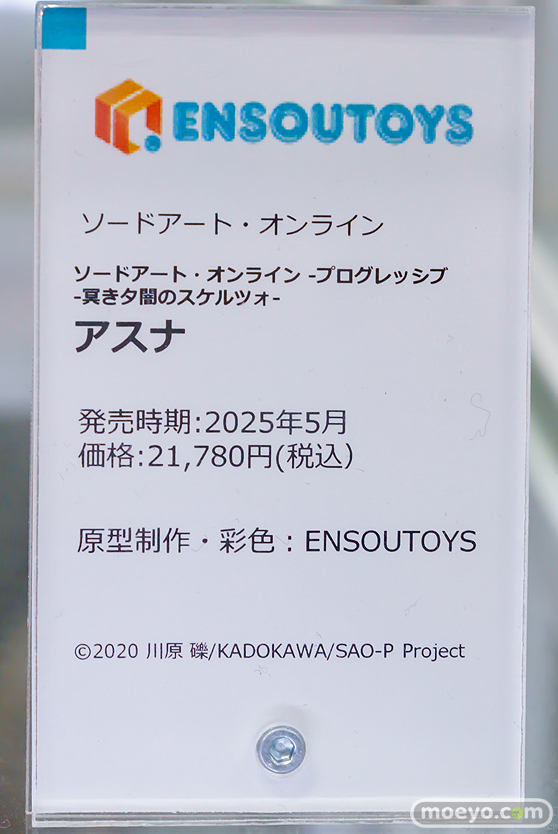 ENSOUTOYS
ソードアート・オンライン
ソードアート・オンライン -プログレッシブ
-冥き夕闇のスケルツォ-
アスナ
発売時期:2025年5月
価格:21,780円(税込)
原型制作・彩色：ENSOUTOYS
©2020 川原 礫/KADOKAWA/SAO-P Project
moeyo.com